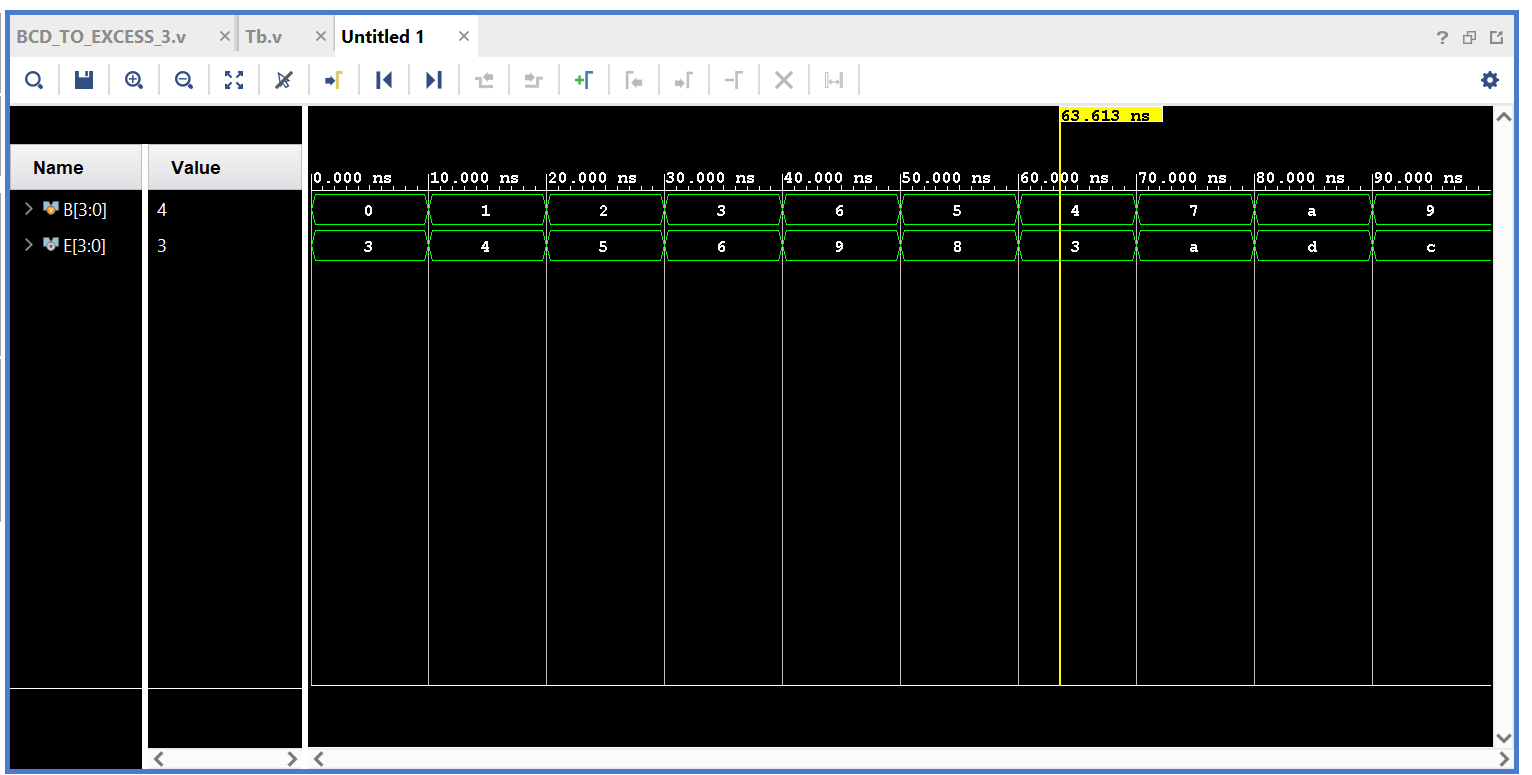 BCD_TO_EXCESS_3.v Tb.v Untitled 1
?
63.613 ns
Name Value
0.000 ns 10.000 ns 20.000 ns 30.000 ns 40.000 ns 50.000 ns 60.000 ns 70.000 ns 80.000 ns 90.000 ns
B[3:0] 4 0 1 2 3 6 5 4 7 a 9
E[3:0] 3 3 4 5 6 9 8 3 a d c